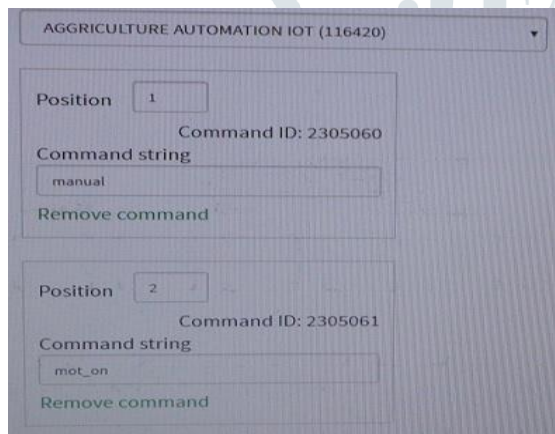 AGGRICULTURE AUTOMATION IOT (116420)
Position 1
Command ID: 2305060
Command string
manual
Remove command
Position 2
Command ID: 2305061
Command string
mot_on
Remove command